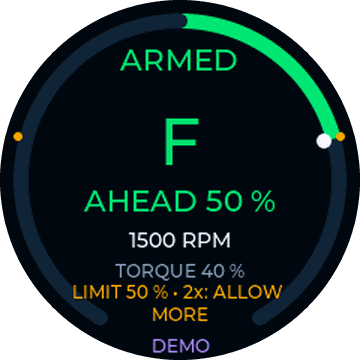 ARMED
F
AHEAD 50 %
1500 RPM
TORQUE 40 %
LIMIT 50 % • 2x: ALLOW
MORE
DEMO